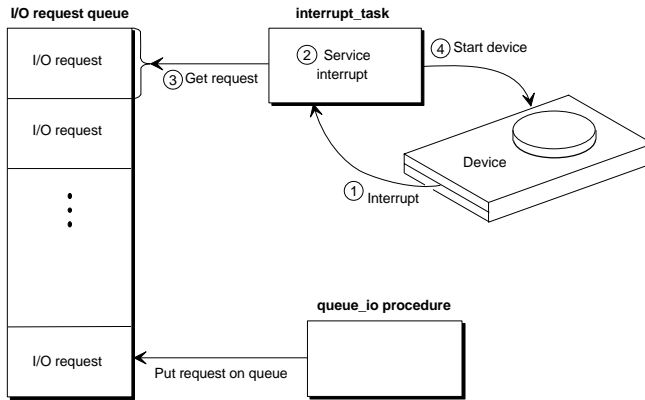 I/O request queue
interrupt_task
I/O request
2 Service
interrupt
4 Start device
3 Get request
I/O request
Device
1 Interrupt
queue_io procedure
I/O request
Put request on queue